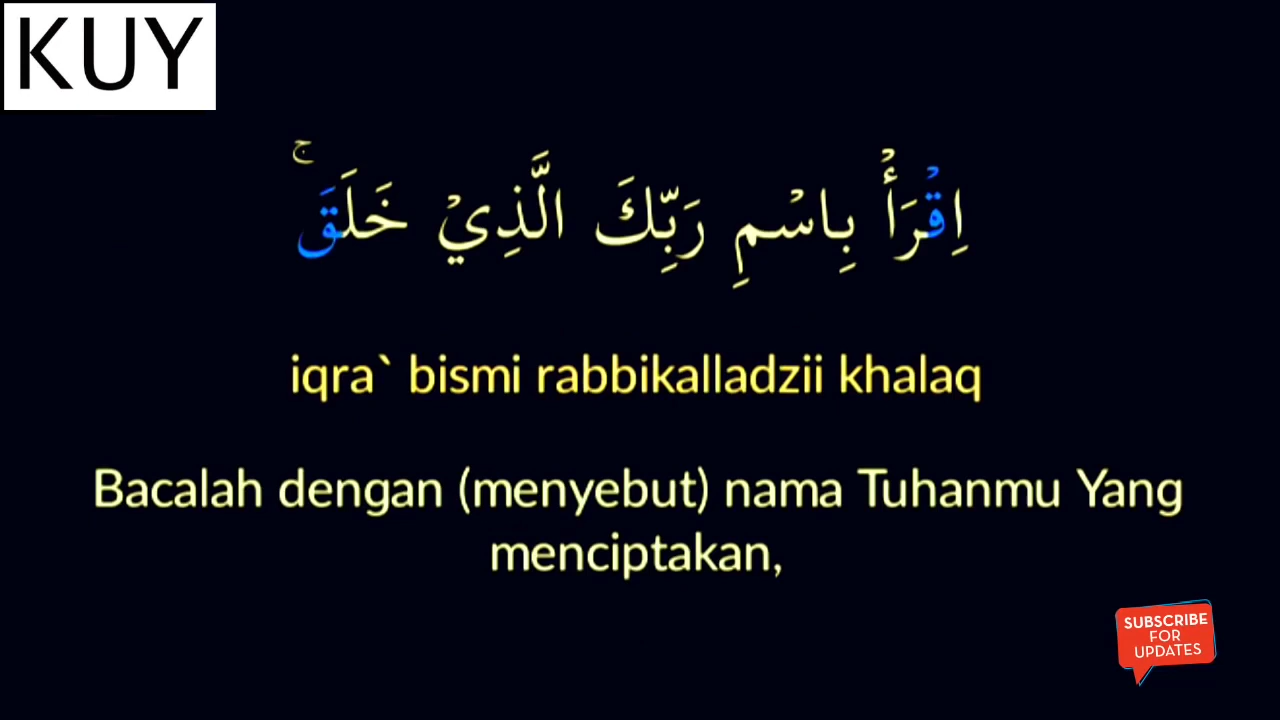 KUY
اِقْرَأْ بِاسْمِ رَبِّكَ الَّذِيْ خَلَقَۚ
iqra` bismi rabbikalladzii khalaq
Bacalah dengan (menyebut) nama Tuhanmu Yang
menciptakan,
SUBSCRIBE
FOR
UPDATES